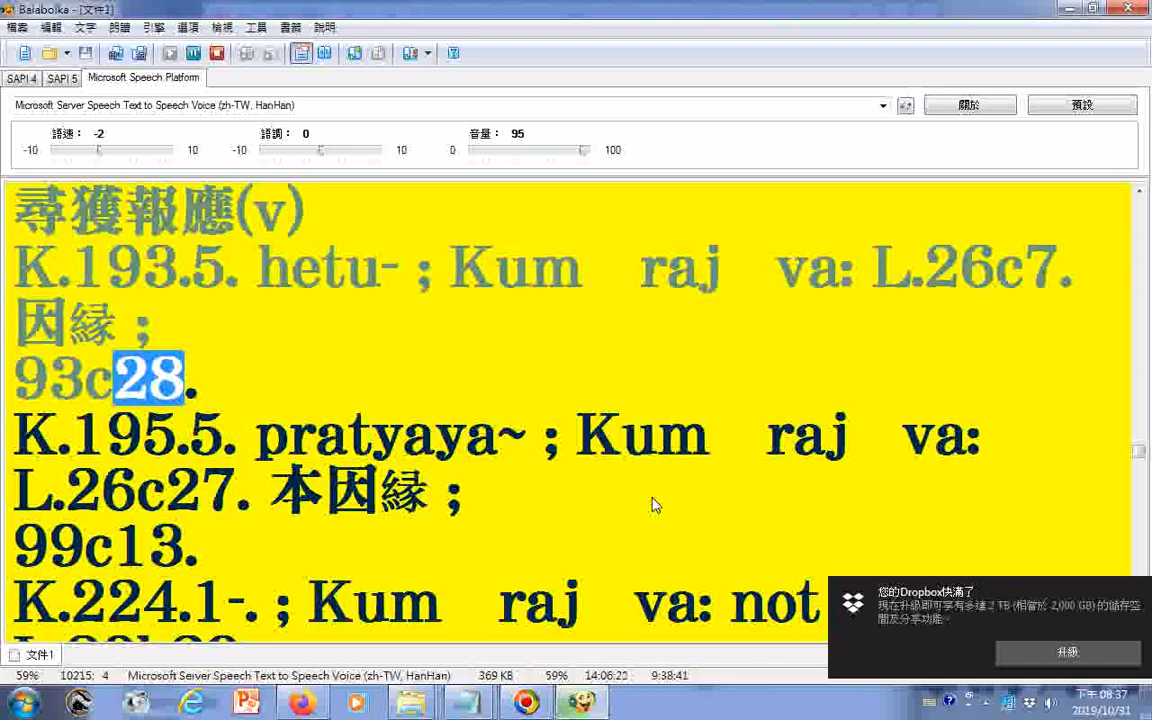 Balabolka - [文件1]
檔案 編輯 文字 朗讀 引擎 選項 檢視 工具 書籤 說明
SAPI 4 SAPI 5 Microsoft Speech Platform
Microsoft Server Speech Text to Speech Voice (zh-TW, HanHan) 關於 預設
語速： -2 語調： 0 音量： 95
-10 10 -10 10 0 100
尋獲報應(v)
K.193.5. hetu- ; Kum raj va: L.26c7.
因緣 ;
93c28.
K.195.5. pratyaya~ ; Kum raj va:
L.26c27. 本因緣 ;
99c13.
K.224.1-. ; Kum raj va: not
您的Dropbox快滿了
現在升級即可享有多達 2 TB (相當於 2,000 GB) 的儲存空
間及分享功能。
升級
文件1
59% 10215: 4 Microsoft Server Speech Text to Speech Voice (zh-TW, HanHan) 369 KB 59% 14:06:21 9:38:41
下午 08:37
2019/10/31